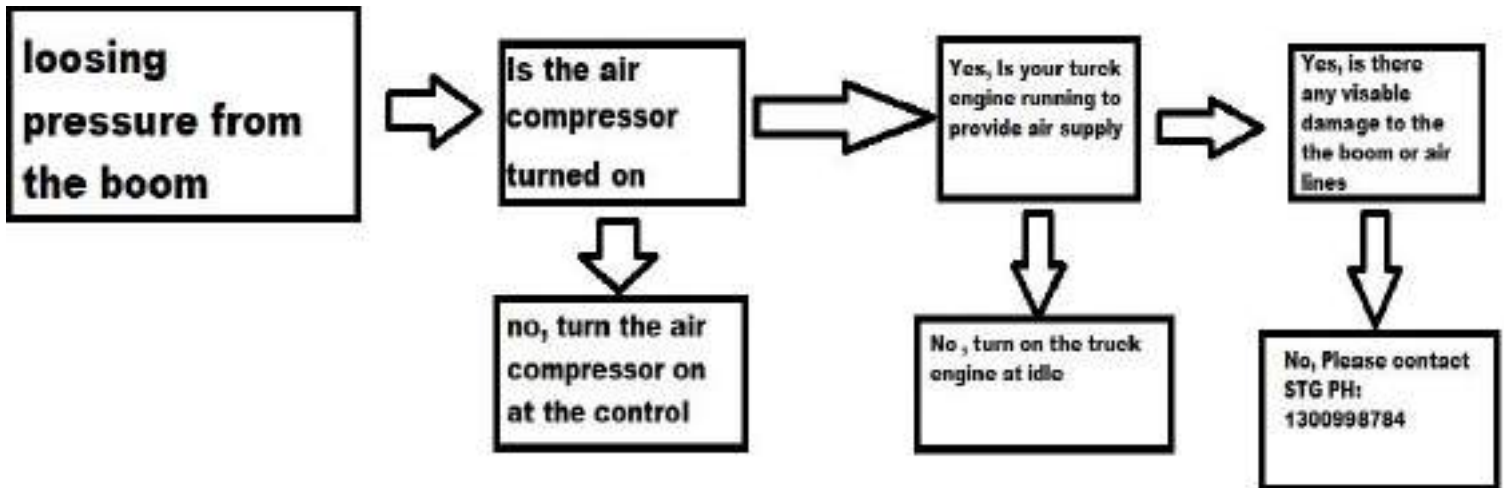 loosing
pressure from
the boom
Is the air
compressor
turned on
no, turn the air
compressor on
at the control
Yes, Is your turck
engine running to
provide air supply
No , turn on the truck
engine at idle
Yes, is there
any visable
damage to the
the boom or air
lines
No, Please contact
STG PH:
1300998784